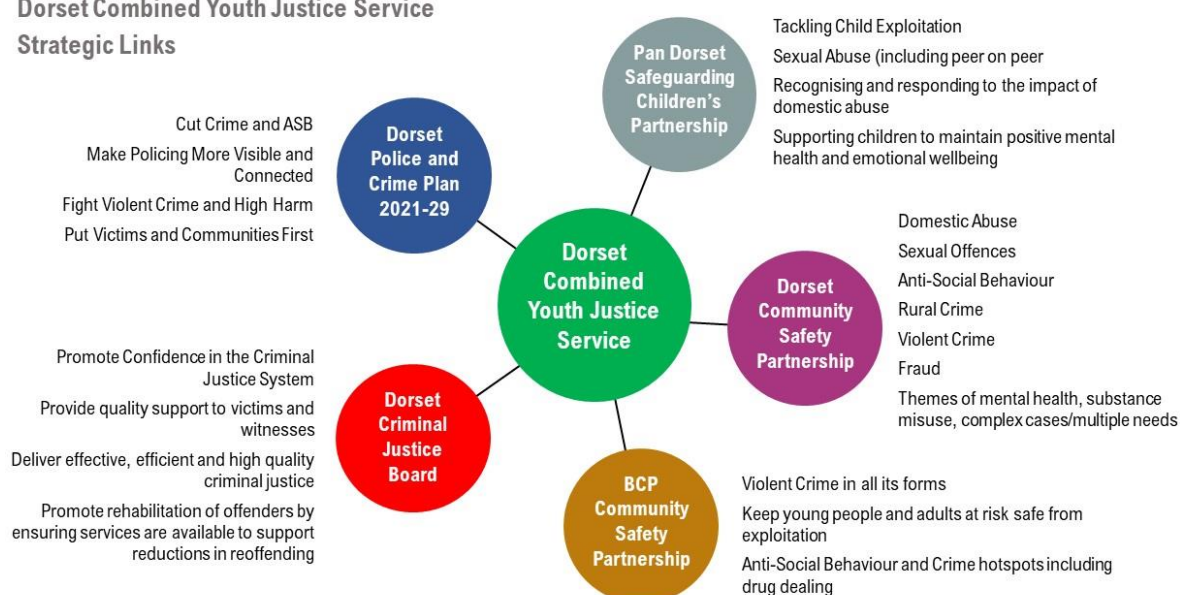 Dorset Combined Youth Justice Service
Strategic Links
Cut Crime and ASB
Make Policing More Visible and
Connected
Fight Violent Crime and High Harm
Put Victims and Communities First
Dorset
Police and
Crime Plan
2021-29
Pan Dorset
Safeguarding
Children's
Partnership
Tackling Child Exploitation
Sexual Abuse (including peer on peer
Recognising and responding to the impact of
domestic abuse
Supporting children to maintain positive mental
health and emotional wellbeing
Dorset
Combined
Youth Justice
Service
Dorset
Community
Safety
Partnership
Domestic Abuse
Sexual Offences
Anti-Social Behaviour
Rural Crime
Violent Crime
Fraud
Themes of mental health, substance
misuse, complex cases/multiple needs
Promote Confidence in the Criminal
Justice System
Provide quality support to victims and
witnesses
Deliver effective, efficient and high quality
criminal justice
Promote rehabilitation of offenders by
ensuring services are available to support
reductions in reoffending
Dorset
Criminal
Justice
Board
BCP
Community
Safety
Partnership
Violent Crime in all its forms
Keep young people and adults at risk safe from
exploitation
Anti-Social Behaviour and Crime hotspots including
drug dealing